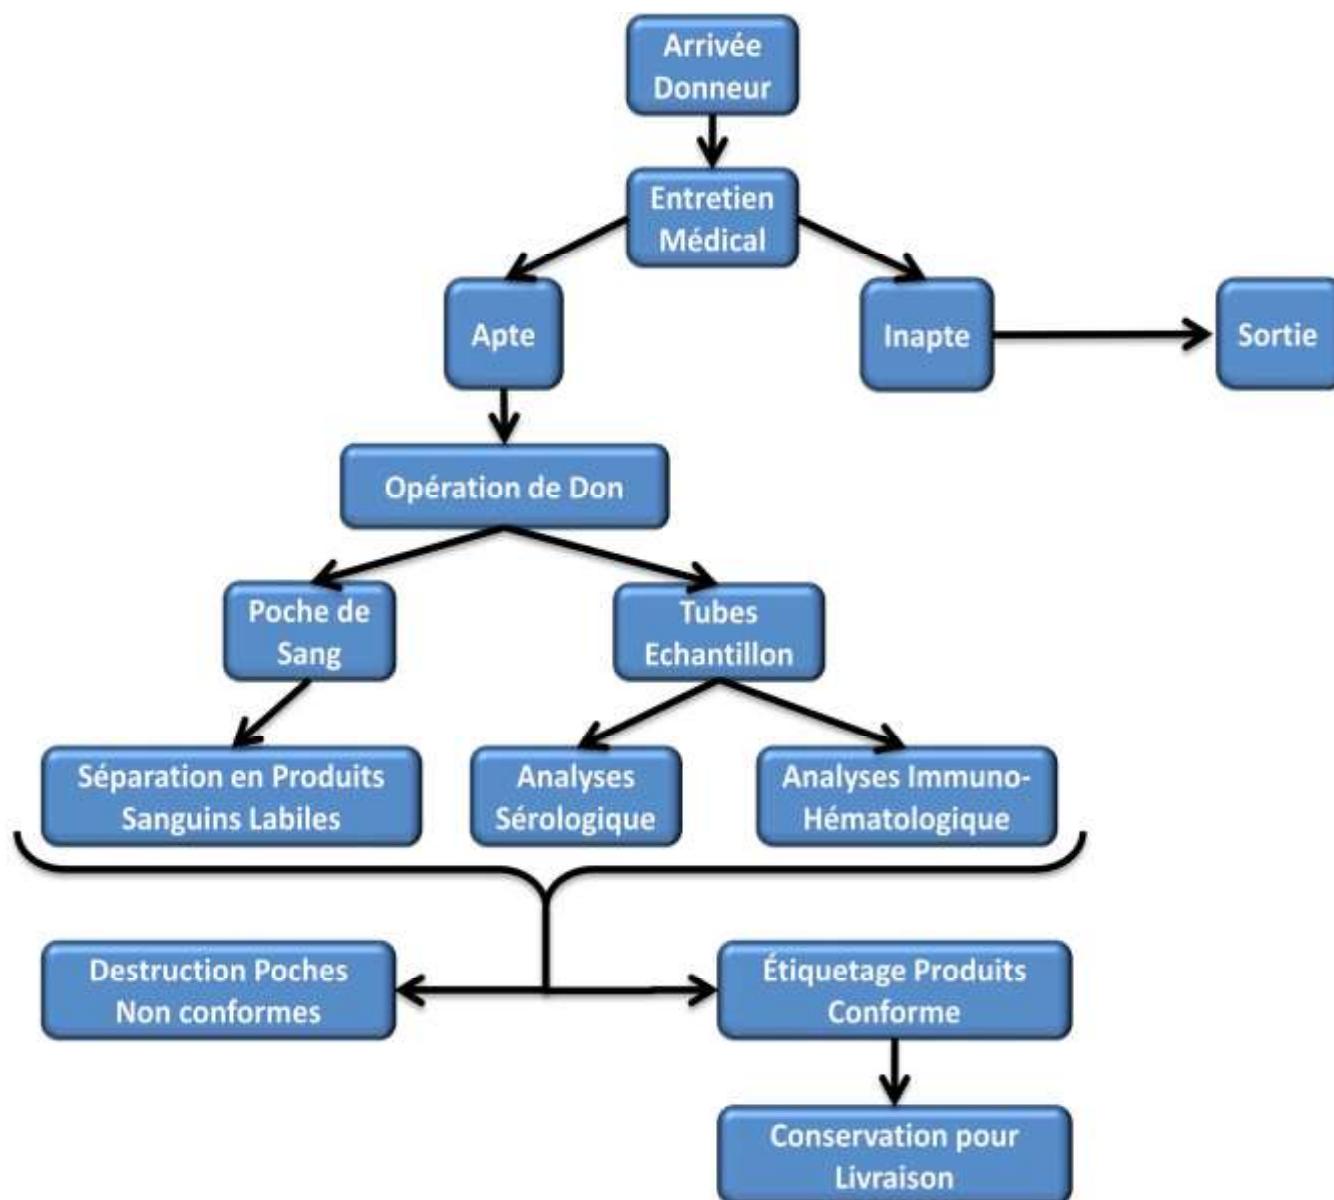 Arrivée
Donneur
Entretien
Médical
Apte
Inapte
Sortie
Opération de Don
Poche de
Sang
Tubes
Echantillon
Séparation en Produits
Sanguins Labiles
Analyses
Sérologique
Analyses Immuno-
Hématologique
Destruction Poches
Non conformes
Étiquetage Produits
Conforme
Conservation pour
Livraison